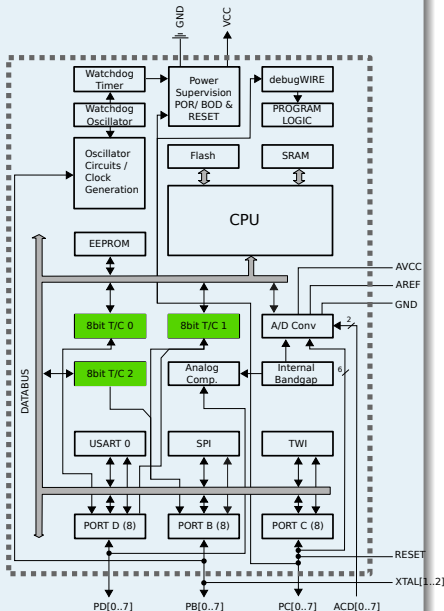 GND
VCC
Watchdog
Timer
Power
Supervision
POR/ BOD &
RESET
debugWIRE
Watchdog
Oscillator
PROGRAM
LOGIC
Oscillator
Circuits /
Clock
Generation
Flash
SRAM
CPU
EEPROM
AVCC
AREF
GND
8bit T/C 0
8bit T/C 1
A/D Conv
2
8bit T/C 2
Analog
Comp.
Internal
Bandgap
6
DATABUS
USART 0
SPI
TWI
PORT D (8)
PORT B (8)
PORT C (8)
RESET
XTAL[1..2]
PD[0..7]
PB[0..7]
PC[0..7]
ACD[0..7]